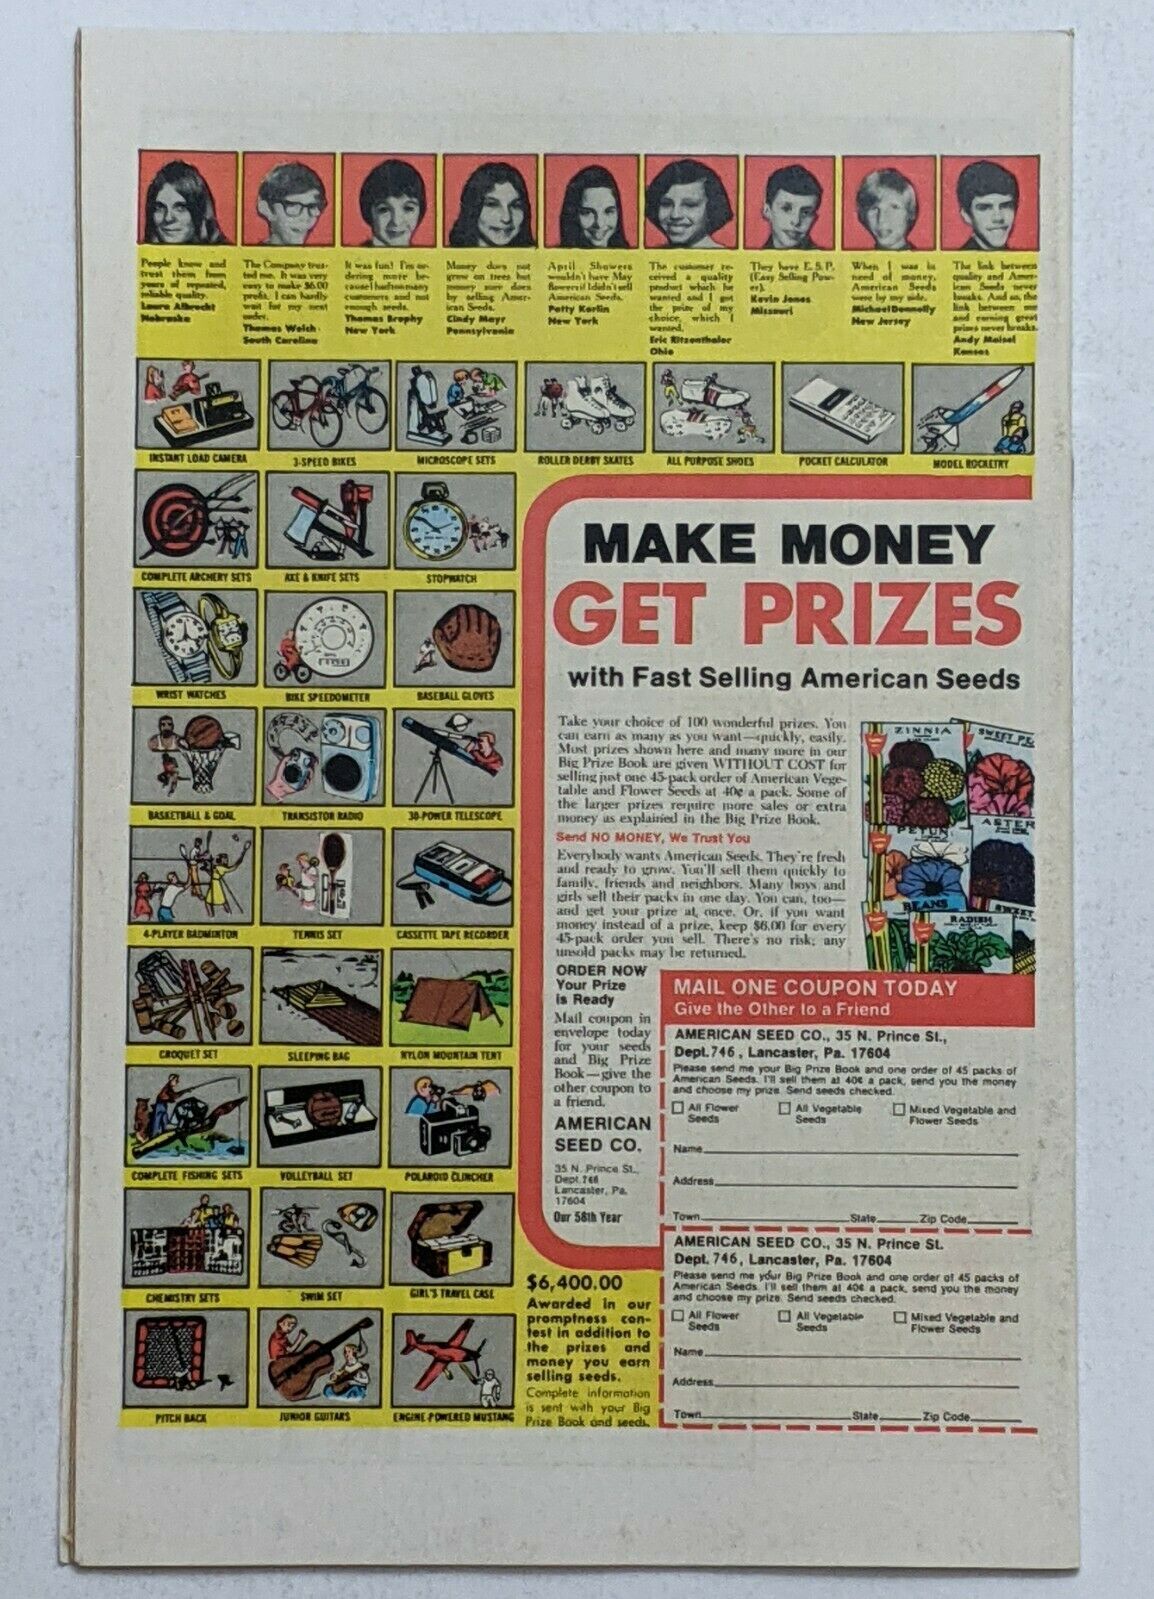 People know and
trust them from
years of repeated,
reliable quality.
Laura Albrecht
Nebraska
The Company trus-
ted me. It was very
easy to make $6.00
profit. I can hardly
wait for my next
order.
Thomas Welch
South Carolina
It was fun! I'm or-
dering more be-
cause I had too many
customers and not
enough seeds.
Thomas Brophy
New York
Money does not
grow on trees but
money sure does
by selling Amer-
ican Seeds.
Cindy Mayr
Pennsylvania
April Showers
wouldn't have May
flowers if I didn't sell
American Seeds.
Patty Karlin
New York
The customer re-
ceived a quality
product which he
wanted and I got
the prize of my
choice, which I
wanted.
Eric Ritzenthaler
Ohio
They have E.S.P.
(Easy Selling Pow-
er).
Kevin Jones
Missouri
When I was in
need of money,
American Seeds
were by my side.
Michael Donnelly
New Jersey
The link between
quality and Amer-
ican Seeds never
breaks. And so, the
link between me
and earning great
prizes never breaks.
Andy Maisel
Kansas
INSTANT LOAD CAMERA
3-SPEED BIKES
MICROSCOPE SETS
ROLLER DERBY SKATES
ALL PURPOSE SHOES
POCKET CALCULATOR
MODEL ROCKETRY
COMPLETE ARCHERY SETS
AXE & KNIFE SETS
STOPWATCH
WRIST WATCHES
BIKE SPEEDOMETER
BASEBALL GLOVES
BASKETBALL & GOAL
TRANSISTOR RADIO
30-POWER TELESCOPE
4-PLAYER BADMINTON
TENNIS SET
CASSETTE TAPE RECORDER
CROQUET SET
SLEEPING BAG
NYLON MOUNTAIN TENT
COMPLETE FISHING SETS
VOLLEYBALL SET
POLAROID CLINCHER
CHEMISTRY SETS
SWIM SET
GIRL'S TRAVEL CASE
PITCH BACK
JUNIOR GUITARS
ENGINE-POWERED MUSTANG
MAKE MONEY
GET PRIZES
with Fast Selling American Seeds
Take your choice of 100 wonderful prizes. You
can earn as many as you want—quickly, easily.
Most prizes shown here and many more in our
Big Prize Book are given WITHOUT COST for
selling just one 45-pack order of American Vege-
table and Flower Seeds at 40¢ a pack. Some of
the larger prizes require more sales or extra
money as explained in the Big Prize Book.
Send NO MONEY, We Trust You
Everybody wants American Seeds. They're fresh
and ready to grow. You'll sell them quickly to
family, friends and neighbors. Many boys and
girls sell their packs in one day. You can, too—
and get your prize at once. Or, if you want
money instead of a prize, keep $6.00 for every
45-pack order you sell. There's no risk; any
unsold packs may be returned.
ZINNIA
SWEET PE
PETUN
ASTER
BEANS
RADISH
SWEET
ORDER NOW
Your Prize
is Ready
Mail coupon in
envelope today
for your seeds
and Big Prize
Book—give the
other coupon to
a friend.
AMERICAN
SEED CO.
35 N. Prince St.,
Dept. 746
Lancaster, Pa.
17604
Our 58th Year
$6,400.00
Awarded in our
promptness con-
test in addition to
the prizes and
money you earn
selling seeds.
Complete information
is sent with your Big
Prize Book and seeds.
MAIL ONE COUPON TODAY
Give the Other to a Friend
AMERICAN SEED CO., 35 N. Prince St.,
Dept. 746, Lancaster, Pa. 17604
Please send me your Big Prize Book and one order of 45 packs of
American Seeds. I'll sell them at 40¢ a pack, send you the money
and choose my prize. Send seeds checked.
All Flower
Seeds
All Vegetable
Seeds
Mixed Vegetable and
Flower Seeds
Name
Address
Town State Zip Code
AMERICAN SEED CO., 35 N. Prince St.
Dept. 746, Lancaster, Pa. 17604
Please send me your Big Prize Book and one order of 45 packs of
American Seeds. I'll sell them at 40¢ a pack, send you the money
and choose my prize. Send seeds checked.
All Flower
Seeds
All Vegetable
Seeds
Mixed Vegetable and
Flower Seeds
Name
Address
Town State Zip Code